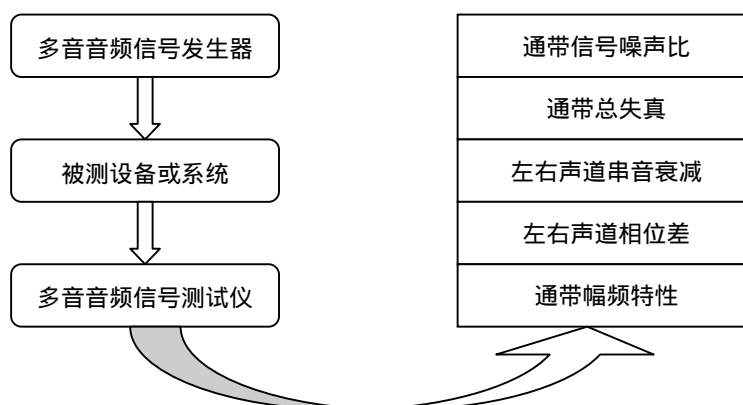 多音音频信号发生器
被测设备或系统
多音音频信号测试仪
通带信号噪声比
通带总失真
左右声道串音衰减
左右声道相位差
通带幅频特性